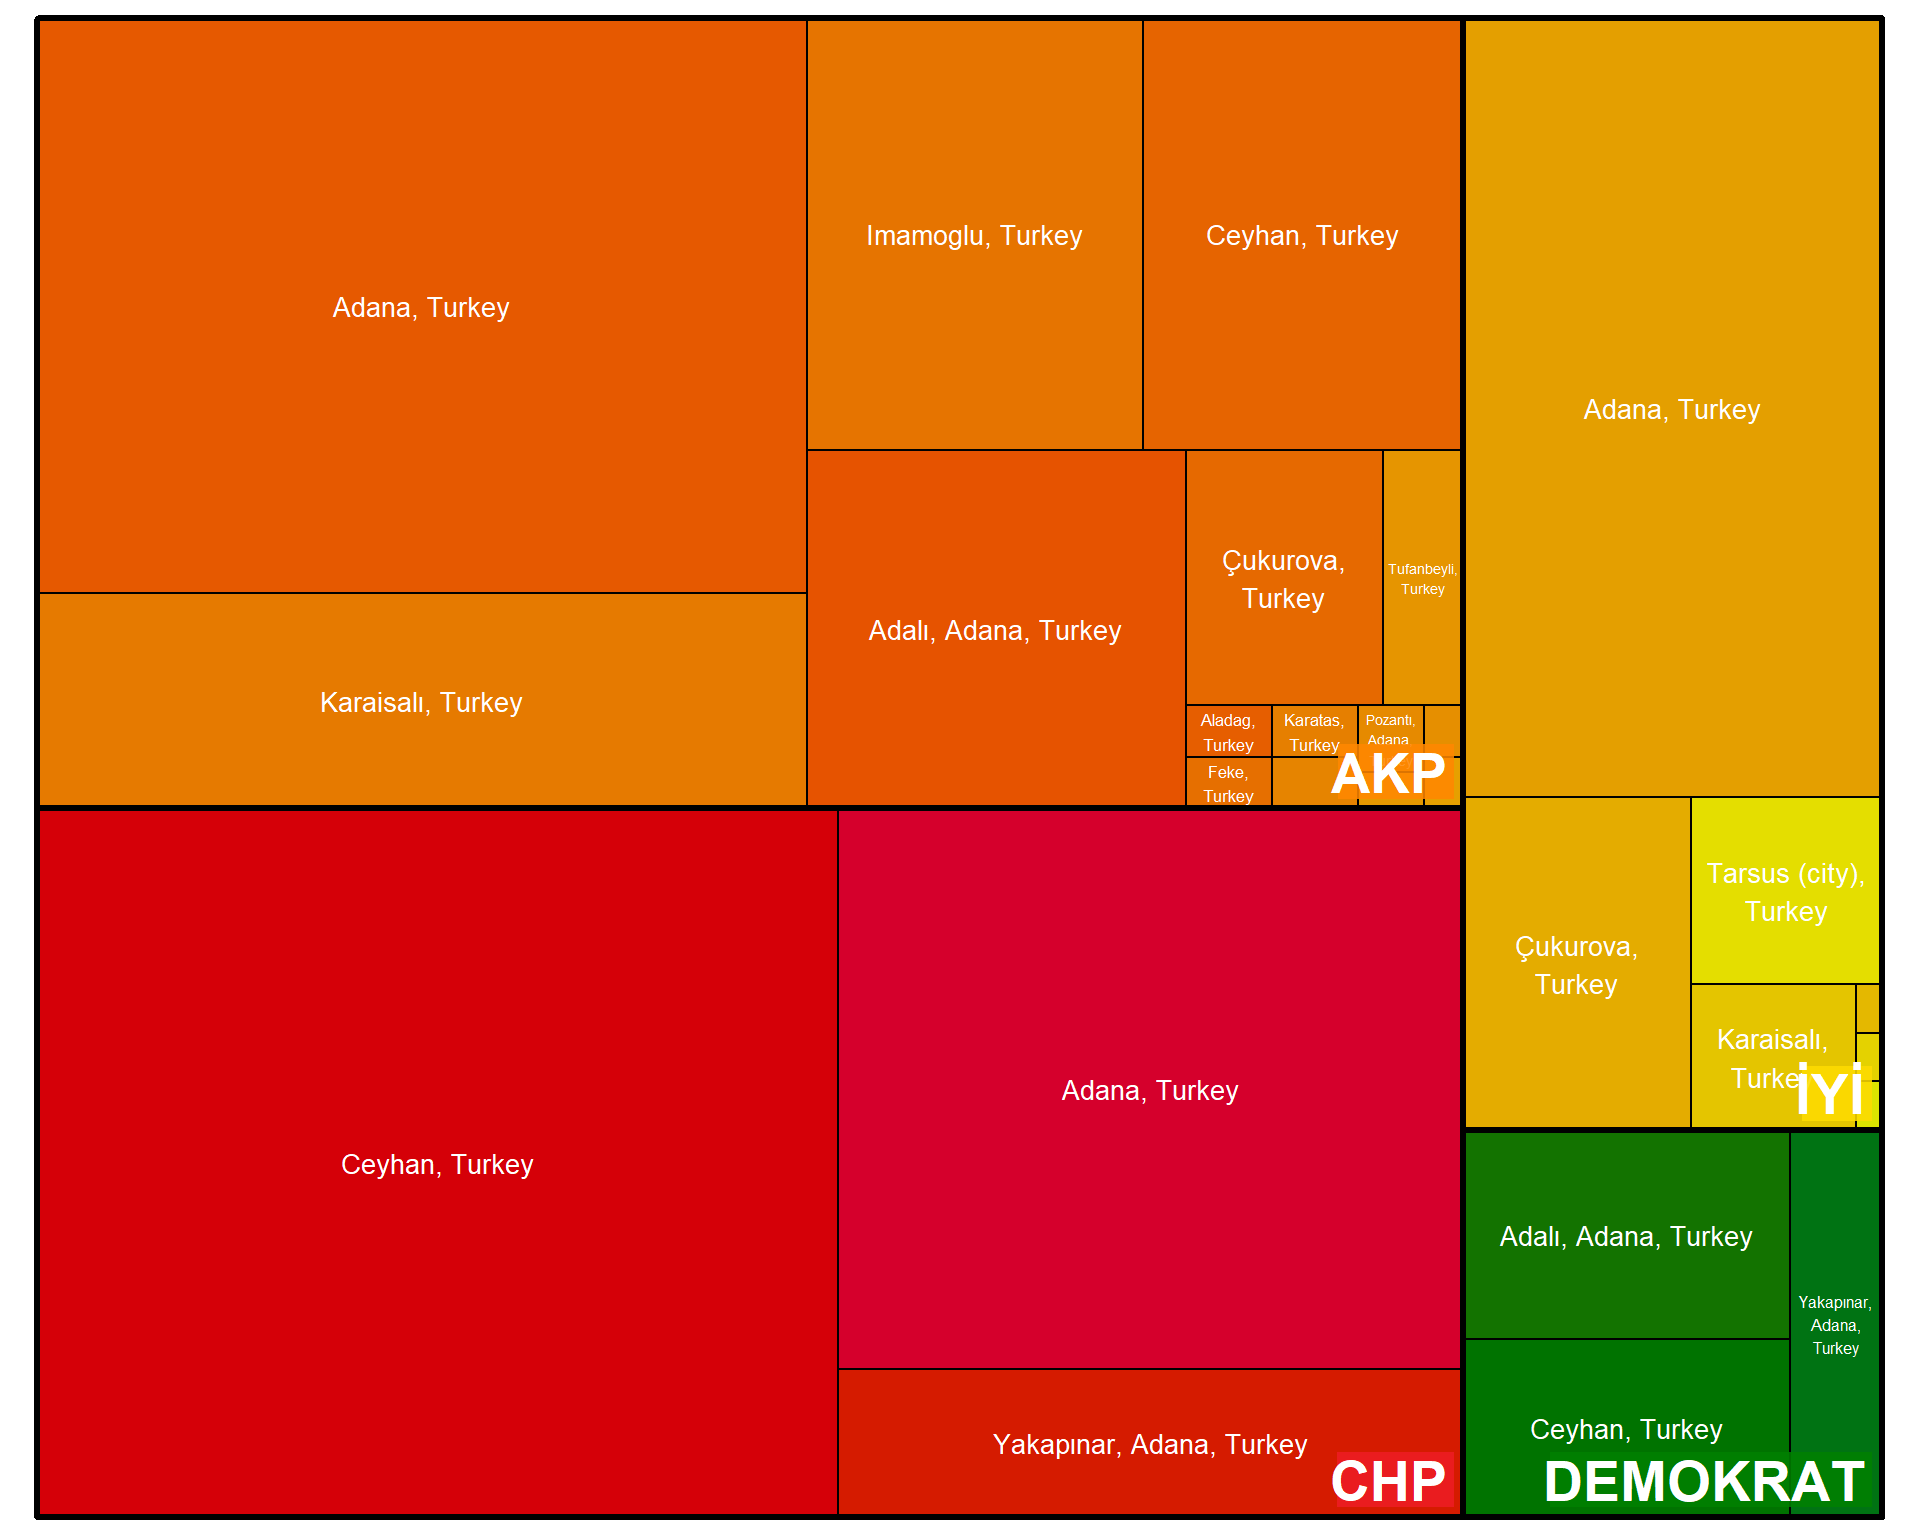 Adana, Turkey
Karaisalı, Turkey
Imamoglu, Turkey
Ceyhan, Turkey
Adalı, Adana, Turkey
Çukurova,
Turkey
Tufanbeyli,
Turkey
Aladag,
Turkey
Karatas,
Turkey
Pozantı,
Adana,
Feke,
Turkey
AKP
Ceyhan, Turkey
Adana, Turkey
Yakapınar, Adana, Turkey
CHP
Adana, Turkey
Çukurova,
Turkey
Tarsus (city),
Turkey
Karaisalı,
Turkey
İYİ
Adalı, Adana, Turkey
Yakapınar,
Adana,
Turkey
Ceyhan, Turkey
DEMOKRAT